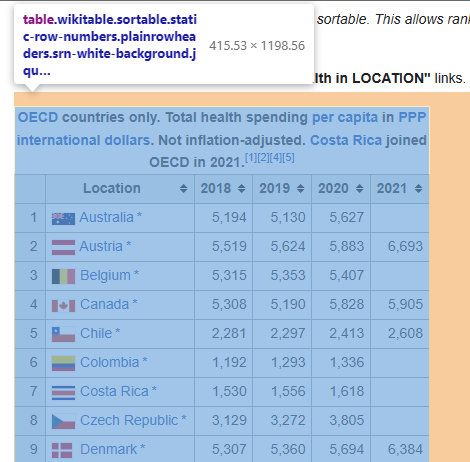 table.wikitable.sortable.stati
c-row-numbers.plainrowhea
ders.srn-white-background.j
qu...
415.53 × 1198.56
sortable. This allows ran
lth in LOCATION" links.
OECD countries only. Total health spending per capita in PPP
international dollars. Not inflation-adjusted. Costa Rica joined
OECD in 2021.[1][2][4][5]
Location 2018 2019 2020 2021
1 Australia * 5,194 5,130 5,627
2 Austria * 5,519 5,624 5,883 6,693
3 Belgium * 5,315 5,353 5,407
4 Canada * 5,308 5,190 5,828 5,905
5 Chile * 2,281 2,297 2,413 2,608
6 Colombia * 1,192 1,293 1,336
7 Costa Rica * 1,530 1,556 1,618
8 Czech Republic * 3,129 3,272 3,805
9 Denmark * 5,307 5,360 5,694 6,384